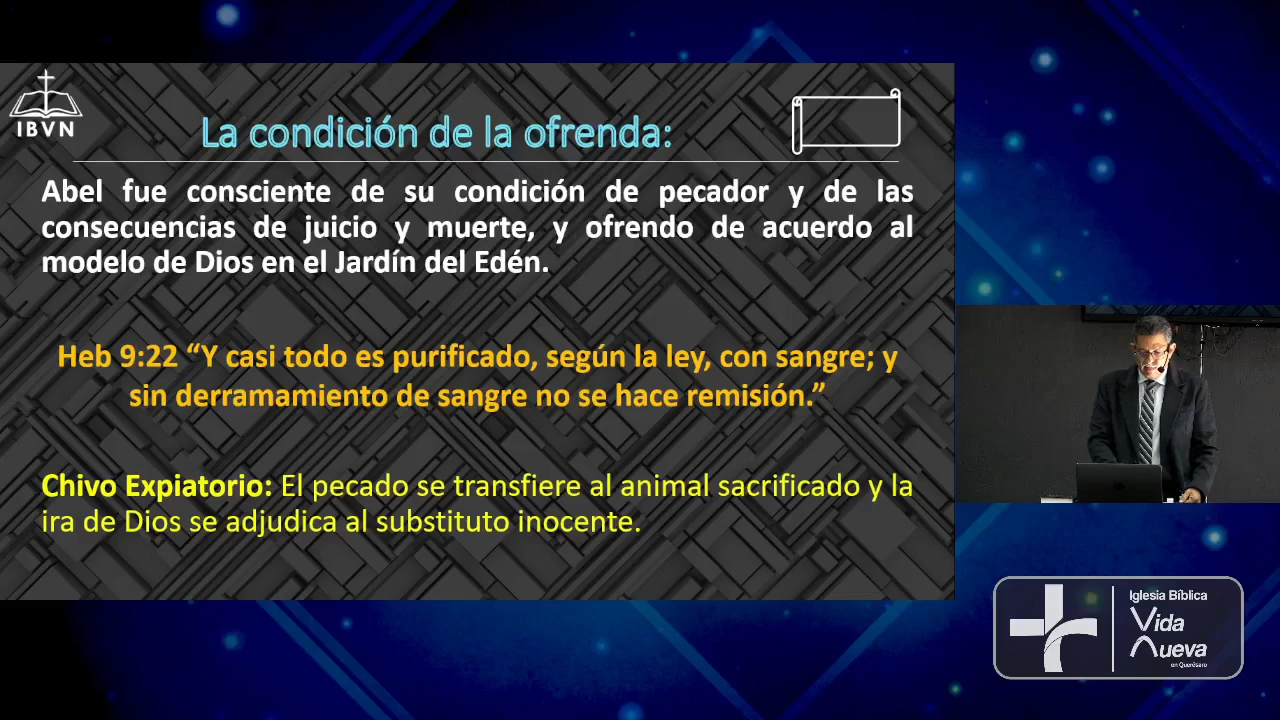 IBVN
La condición de la ofrenda:
Abel fue consciente de su condición de pecador y de las
consecuencias de juicio y muerte, y ofrendo de acuerdo al
modelo de Dios en el Jardín del Edén.
Heb 9:22 “Y casi todo es purificado, según la ley, con sangre; y
sin derramamiento de sangre no se hace remisión.”
Chivo Expiatorio: El pecado se transfiere al animal sacrificado y la
ira de Dios se adjudica al substituto inocente.
Iglesia Bíblica
Vida
Nueva
en Querétaro